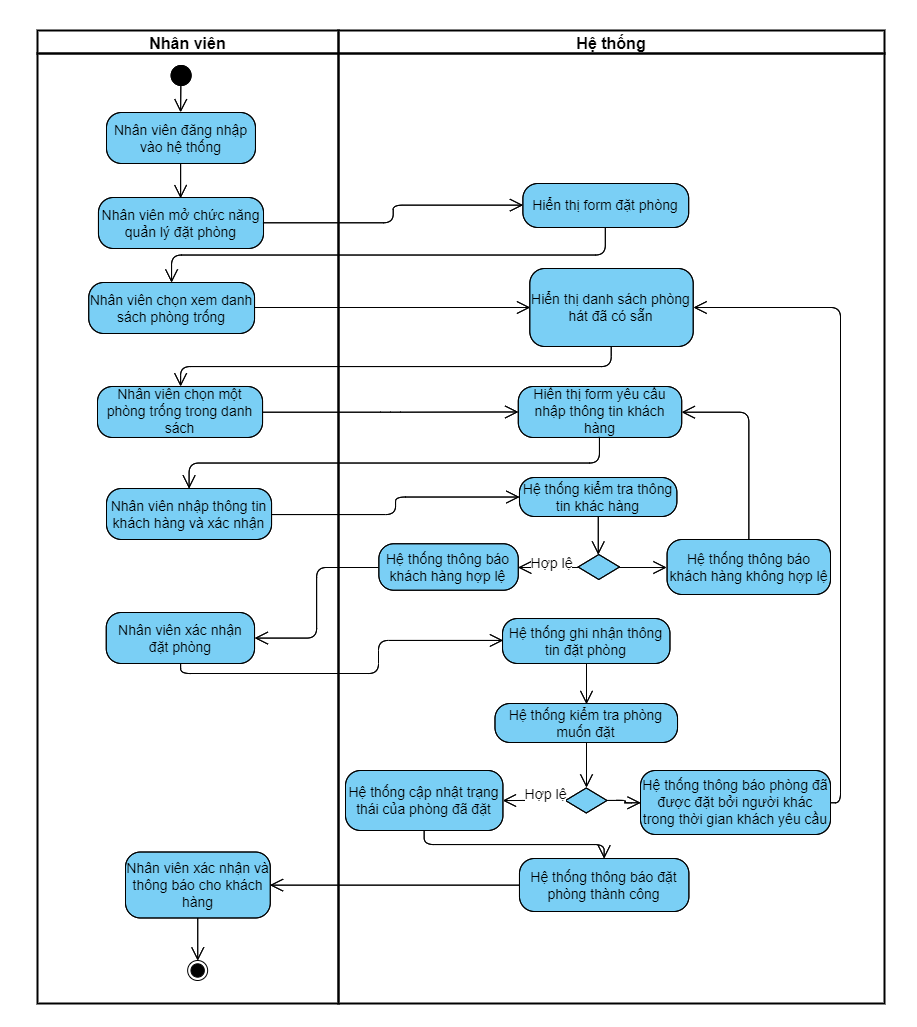 Nhân viên
Hệ thống
Nhân viên đăng nhập
vào hệ thống
Nhân viên mở chức năng
quản lý đặt phòng
Hiển thị form đặt phòng
Nhân viên chọn xem danh
sách phòng trống
Hiển thị danh sách phòng
hát đã có sẵn
Nhân viên chọn một
phòng trống trong danh
sách
Hiển thị form yêu cầu
nhập thông tin khách
hàng
Nhân viên nhập thông tin
khách hàng và xác nhận
Hệ thống kiểm tra thông
tin khác hàng
Hệ thống thông báo
khách hàng hợp lệ
Hợp lệ
Hệ thống thông báo
khách hàng không hợp lệ
Nhân viên xác nhận
đặt phòng
Hệ thống ghi nhận thông
tin đặt phòng
Hệ thống kiểm tra phòng
muốn đặt
Hệ thống cập nhật trạng
thái của phòng đã đặt
Hợp lệ
Hệ thống thông báo phòng đã
được đặt bởi người khác
trong thời gian khách yêu cầu
Nhân viên xác nhận và
thông báo cho khách
hàng
Hệ thống thông báo đặt
phòng thành công